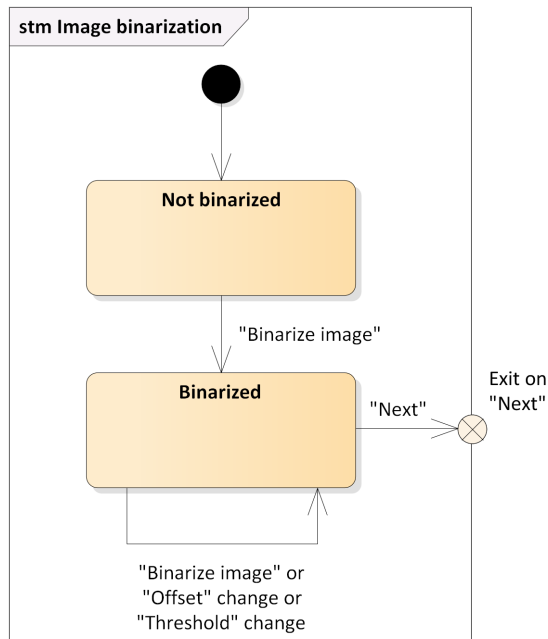 stm Image binarization
Not binarized
"Binarize image"
Binarized
"Next"
Exit on
"Next"
"Binarize image" or
"Offset" change or
"Threshold" change